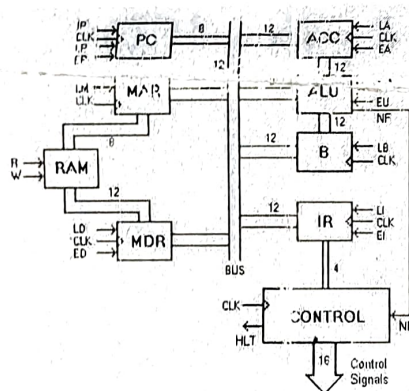 IP
CLK
LP
EP
PC
8
12
ACC
LA
CLK
EA
12
12
LM
CLK
MAR
ALU
EU
NF
8
12
R
W
RAM
B
LB
CLK
12
12
LD
CLK
ED
MDR
12
IR
LI
CLK
EI
BUS
4
CLK
CONTROL
HLT
16
Control
Signals